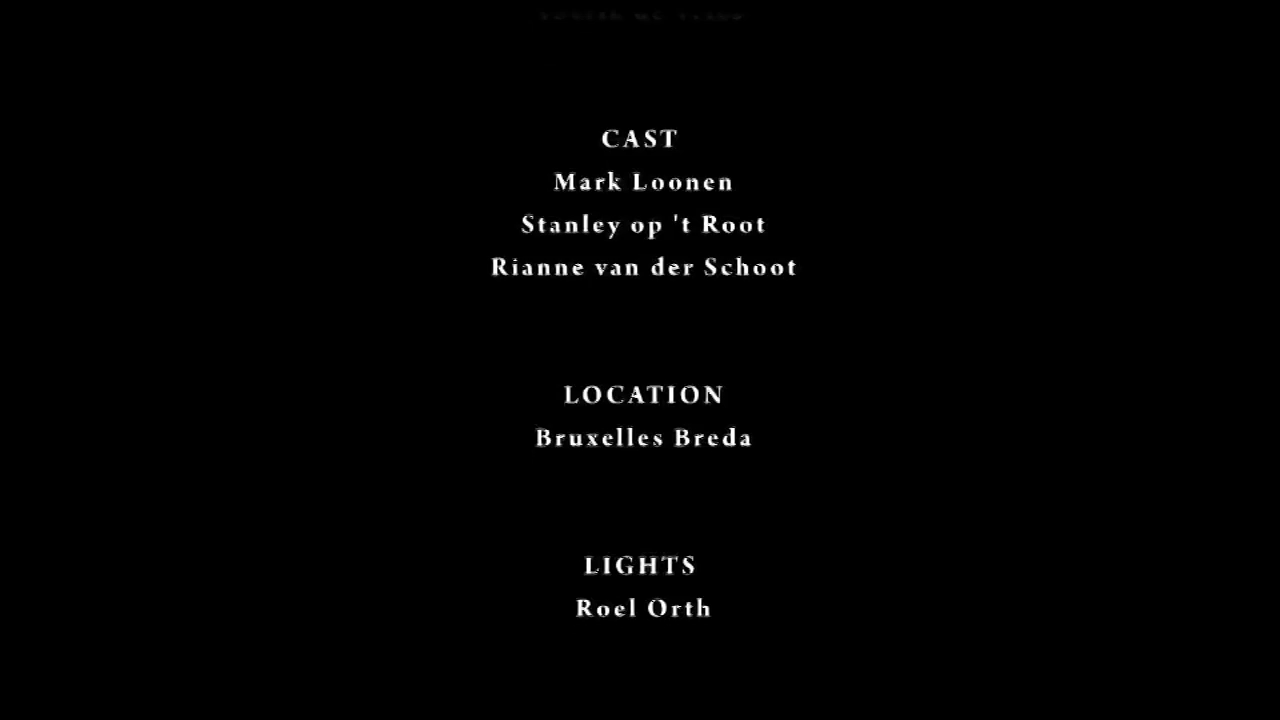 CAST
Mark Loonen
Stanley op 't Root
Rianne van der Schoot
LOCATION
Bruxelles Breda
LIGHTS
Roel Orth